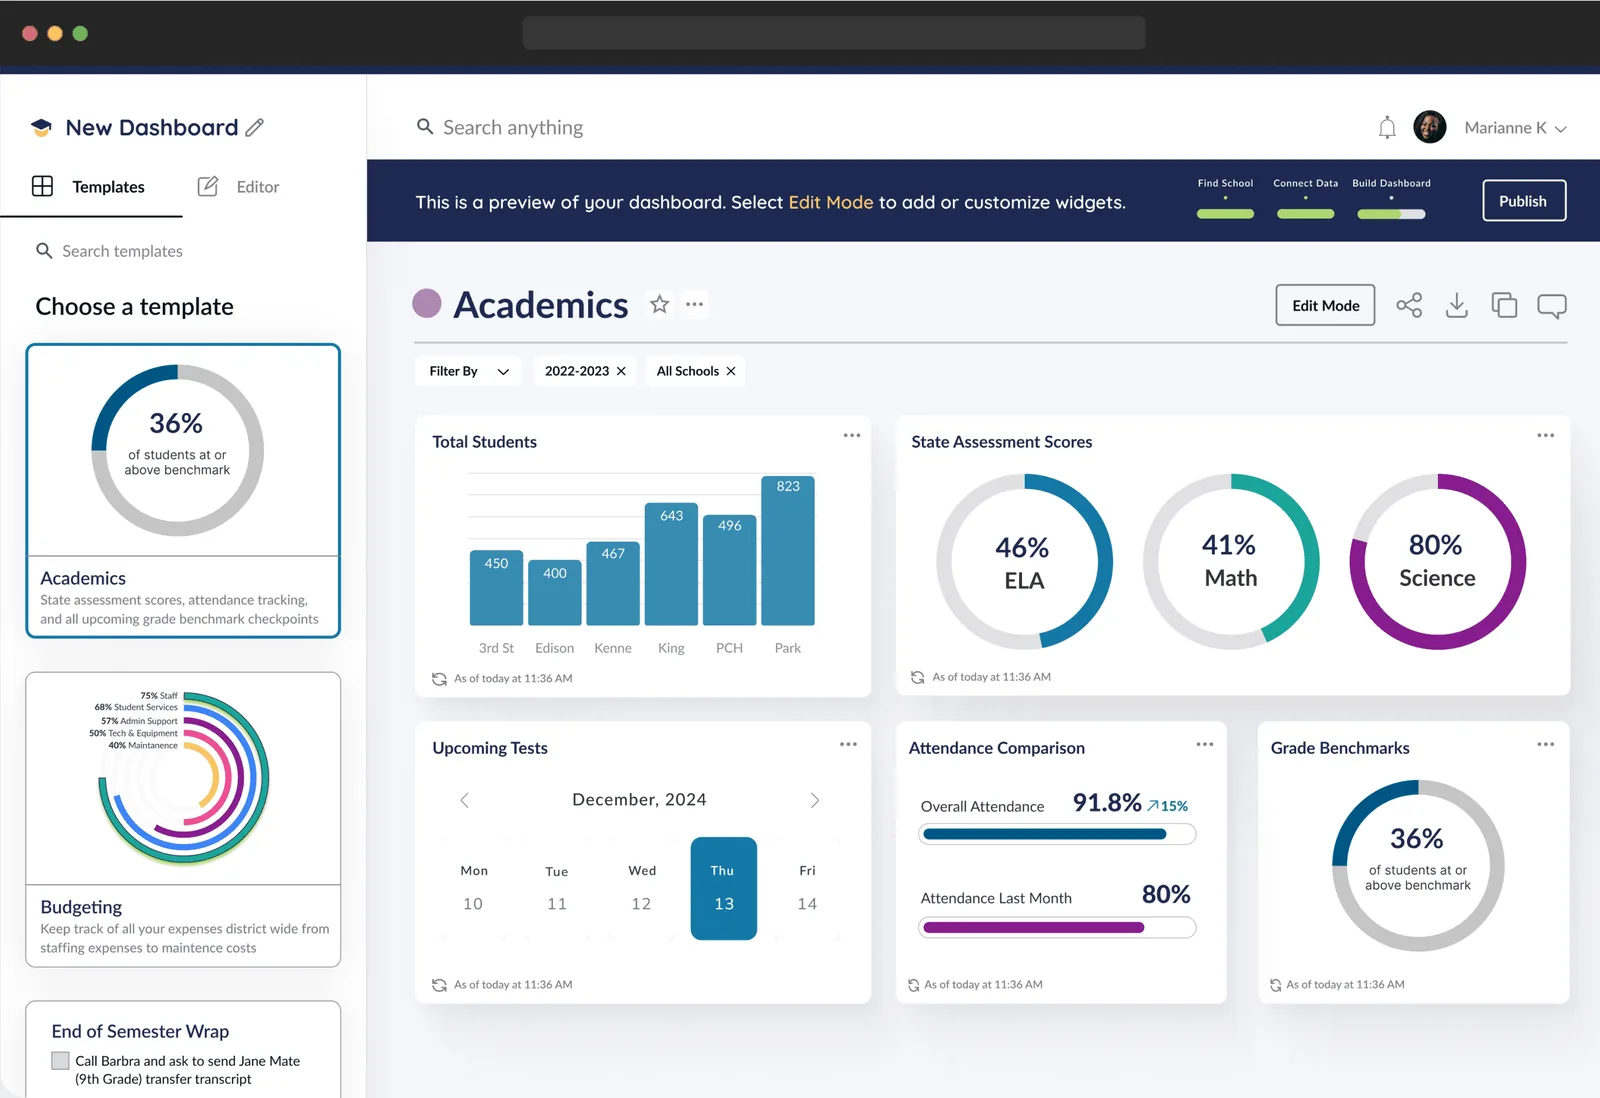 New Dashboard
Templates
Editor
Search templates
Choose a template
36%
of students at or
above benchmark
Academics
State assessment scores, attendance tracking,
and all upcoming grade benchmark checkpoints
75% Staff
68% Student Services
57% Admin Support
50% Tech & Equipment
40% Maintanence
Budgeting
Keep track of all your expenses district wide from
staffing expenses to maintence costs
End of Semester Wrap
Call Barbra and ask to send Jane Mate
(9th Grade) transfer transcript
Search anything
Marianne K
This is a preview of your dashboard. Select Edit Mode to add or customize widgets.
Find School
Connect Data
Build Dashboard
Publish
Academics
Edit Mode
Filter By
2022-2023
All Schools
Total Students
450
400
467
643
496
823
3rd St
Edison
Kenne
King
PCH
Park
As of today at 11:36 AM
State Assessment Scores
46%
ELA
41%
Math
80%
Science
As of today at 11:36 AM
Upcoming Tests
December, 2024
Mon
Tue
Wed
Thu
Fri
10
11
12
13
14
As of today at 11:36 AM
Attendance Comparison
Overall Attendance 91.8% 15%
Attendance Last Month 80%
As of today at 11:36 AM
Grade Benchmarks
36%
of students at or
above benchmark
As of today at 11:36 AM